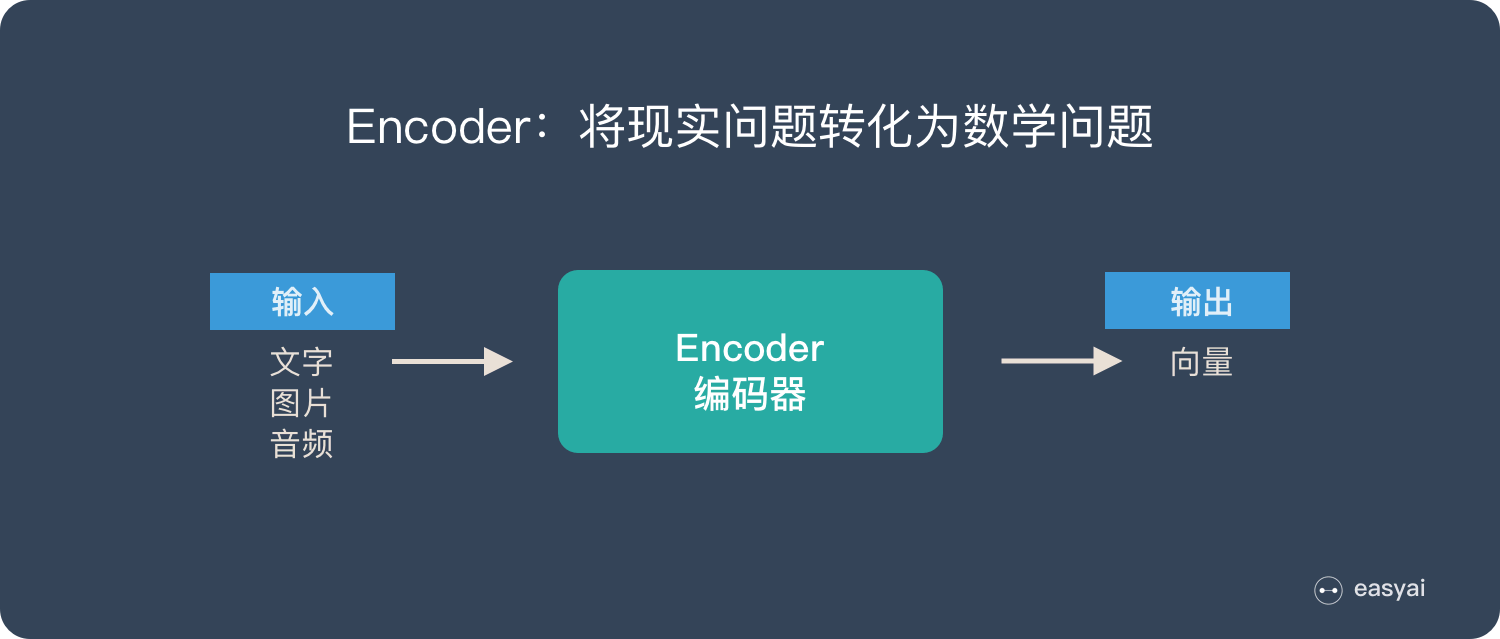 Encoder：将现实问题转化为数学问题
输入
文字
图片
音频
Encoder
编码器
输出
向量
easyai